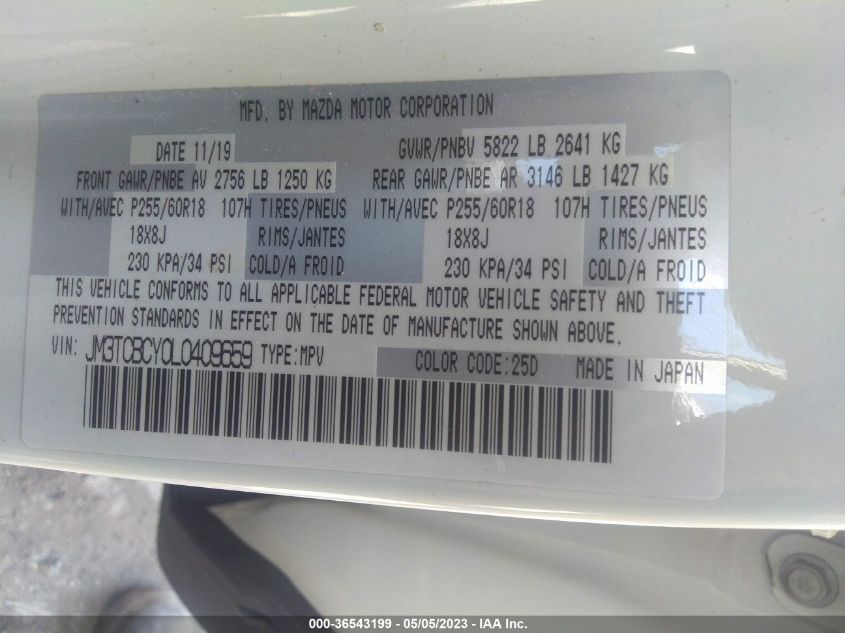 MFD. BY MAZDA MOTOR CORPORATION
DATE 11/19 GVWR/PNBV 5822 LB 2641 KG
FRONT GAWR/PNBE AV 2756 LB 1250 KG REAR GAWR/PNBE AR 3146 LB 1427 KG
WITH/AVEC P255/60R18 107H TIRES/PNEUS WITH/AVEC P255/60R18 107H TIRES/PNEUS
18X8J RIMS/JANTES 18X8J RIMS/JANTES
230 KPA/34 PSI COLD/A FROID 230 KPA/34 PSI COLD/A FROID
THIS VEHICLE CONFORMS TO ALL APPLICABLE FEDERAL MOTOR VEHICLE SAFETY AND THEFT
PREVENTION STANDARDS IN EFFECT ON THE DATE OF MANUFACTURE SHOWN ABOVE.
VIN: JM3TCBCY0L0409659 TYPE:MPV COLOR CODE:25D MADE IN JAPAN
000-36543199 - 05/05/2023 - IAA Inc.